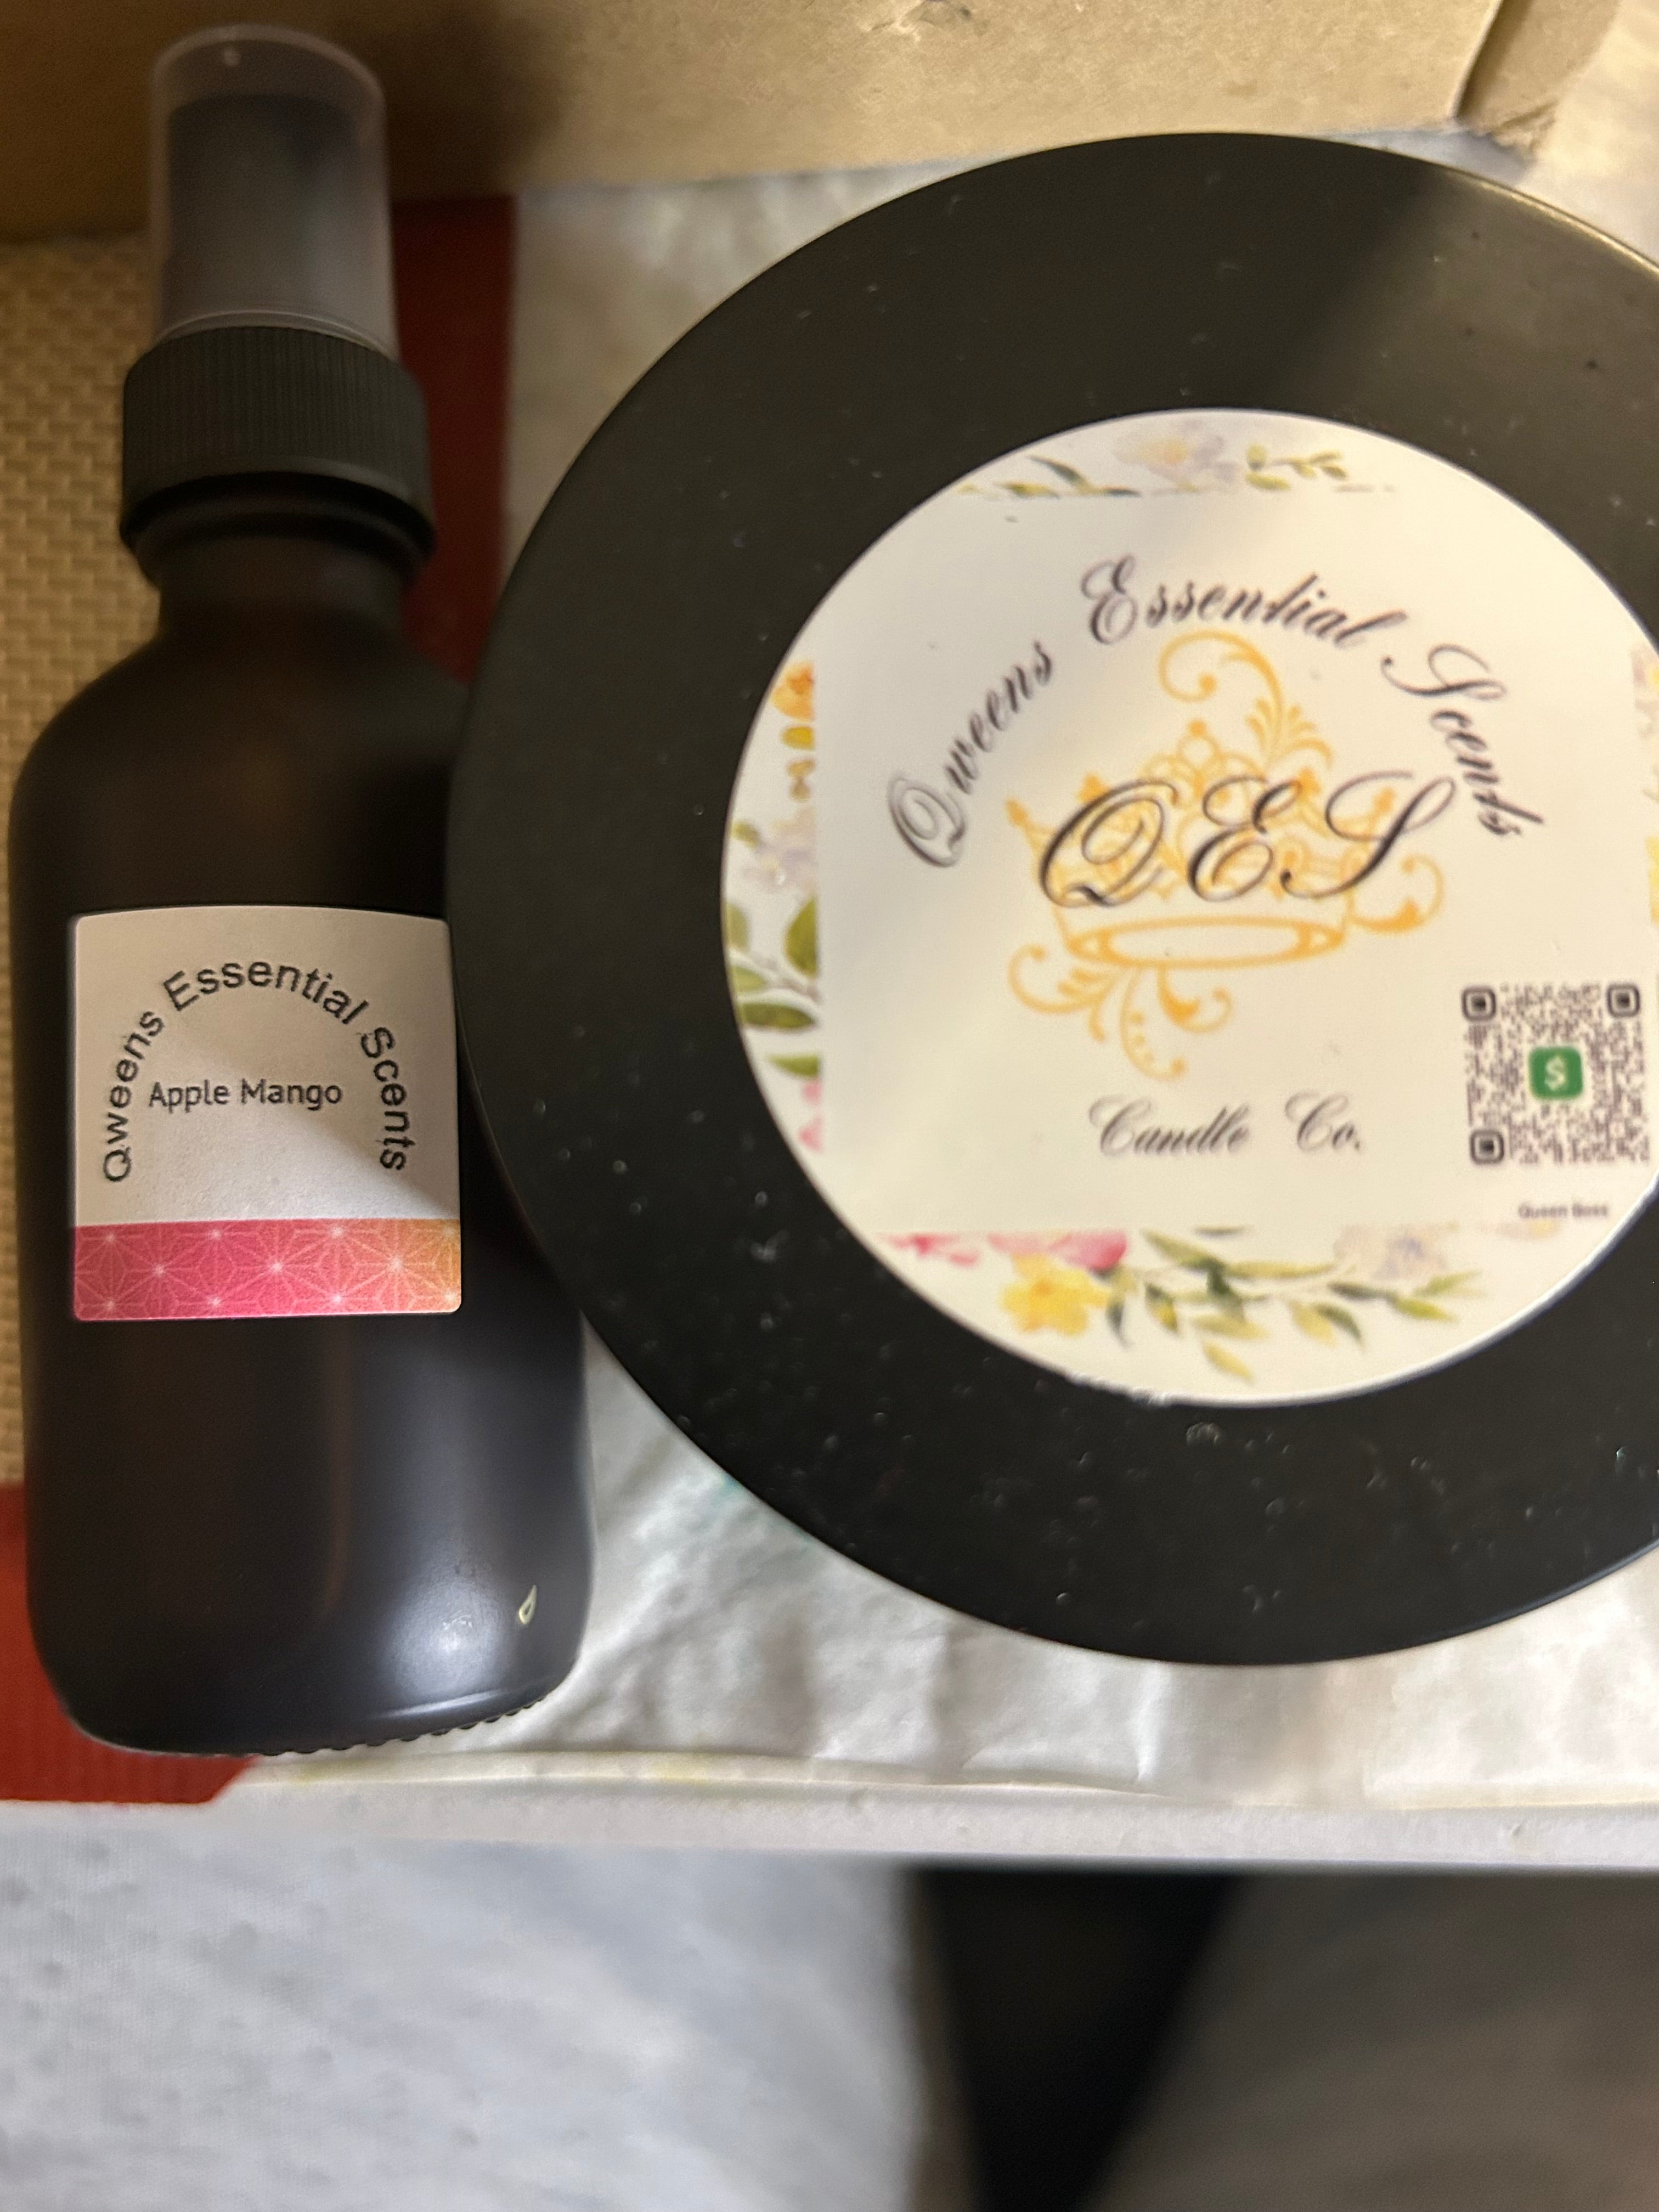 Qweens Essential Scents
Apple Mango
Qweens Essential Scents
QES
Candle Co.
$
Queen Boss